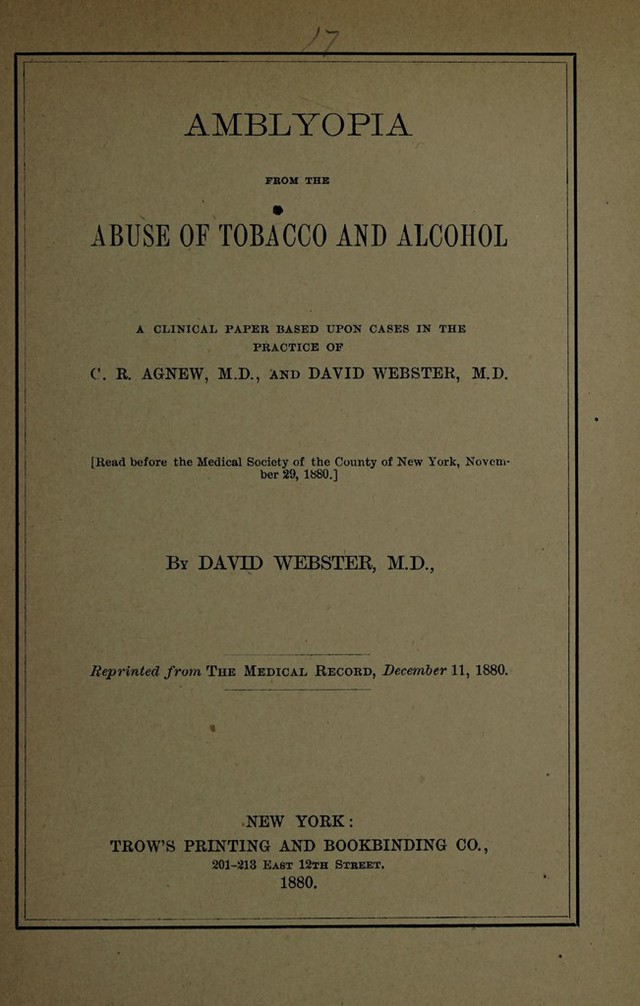 17
AMBLYOPIA
FROM THE
ABUSE OF TOBACCO AND ALCOHOL
A CLINICAL PAPER BASED UPON CASES IN THE
PRACTICE OF
C. R. AGNEW, M.D., AND DAVID WEBSTER, M.D.
[Read before the Medical Society of the County of New York, Novem-
ber 29, 1880.]
BY DAVID WEBSTER, M.D.,
Reprinted from THE MEDICAL RECORD, December 11, 1880.
NEW YORK:
TROW'S PRINTING AND BOOKBINDING CO.,
201-213 EAST 12TH STREET.
1880.